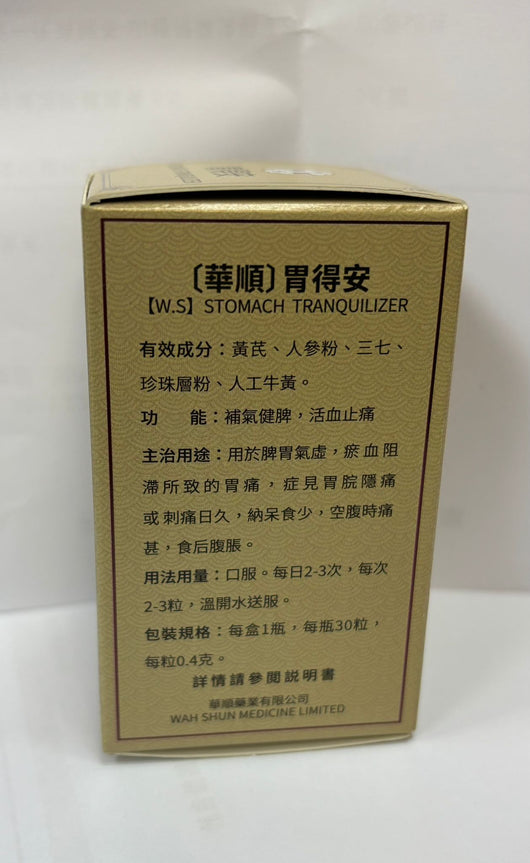 〔華順〕胃得安
【W.S】STOMACH TRANQUILIZER
有效成分：黃芪、人參粉、三七、
珍珠層粉、人工牛黃。
功　　能：補氣健脾，活血止痛
主治用途：用於脾胃氣虛，瘀血阻
滯所致的胃痛，症見胃脘隱痛
或刺痛日久，納呆食少，空腹時痛
甚，食后腹脹。
用法用量：口服。每日2-3次，每次
2-3粒，溫開水送服。
包裝規格：每盒1瓶，每瓶30粒，
每粒0.4克。
詳情請參閱説明書
華順藥業有限公司
WAH SHUN MEDICINE LIMITED